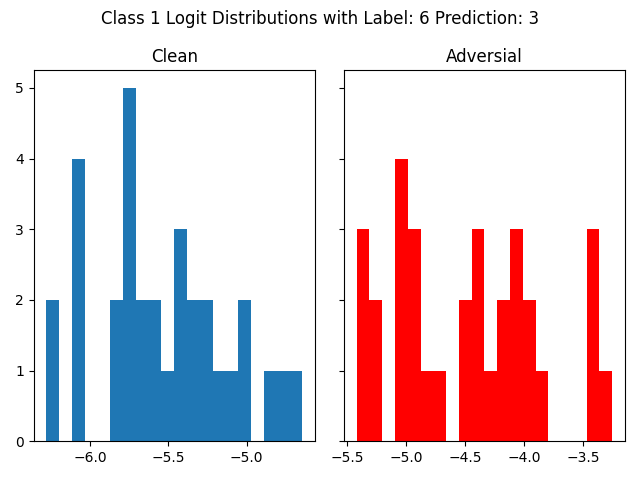 Class 1 Logit Distributions with Label: 6 Prediction: 3
Clean
Adversial
5
4
3
2
1
0
−6.0 −5.5 −5.0
−5.5 −5.0 −4.5 −4.0 −3.5